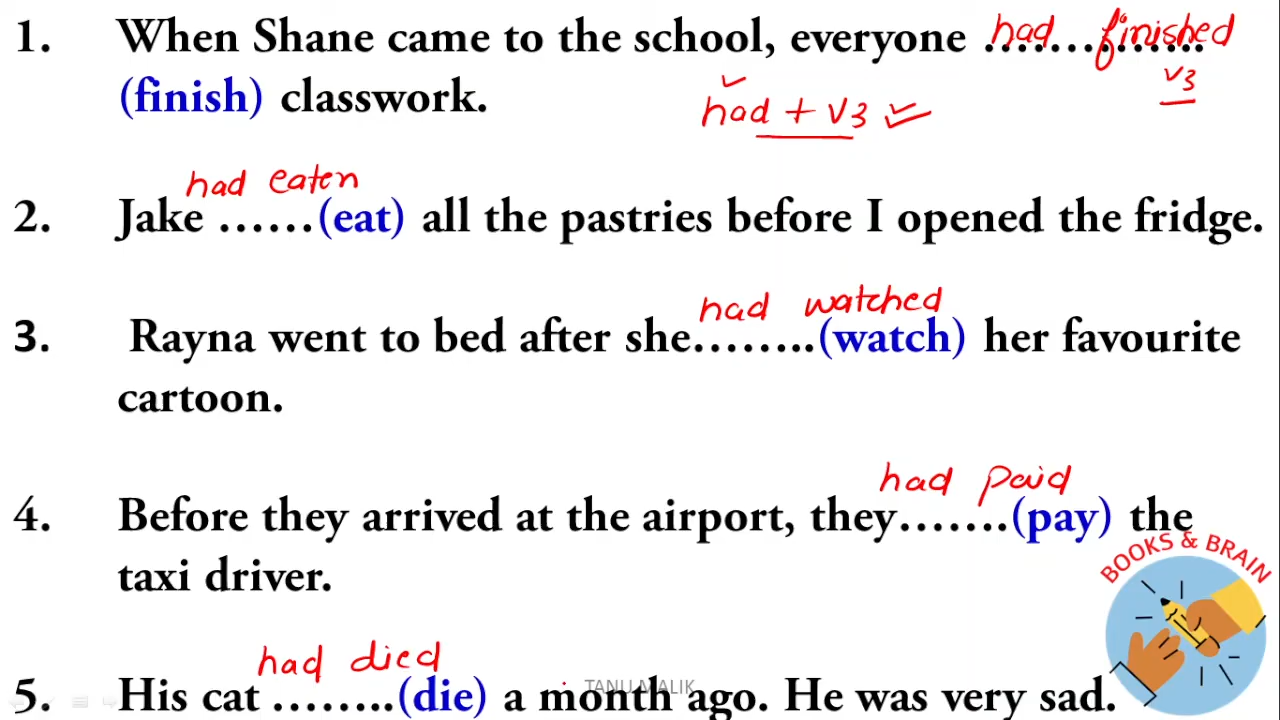 1. When Shane came to the school, everyone ............... had finished
(finish) classwork. had + v3 v3
had eaten
2. Jake ......(eat) all the pastries before I opened the fridge.
had watched
3. Rayna went to bed after she........(watch) her favourite
cartoon.
had paid
4. Before they arrived at the airport, they.......(pay) the
taxi driver.
BOOKS & BRAIN
had died
5. His cat ........(die) a month ago. He was very sad.
TANU MALIK